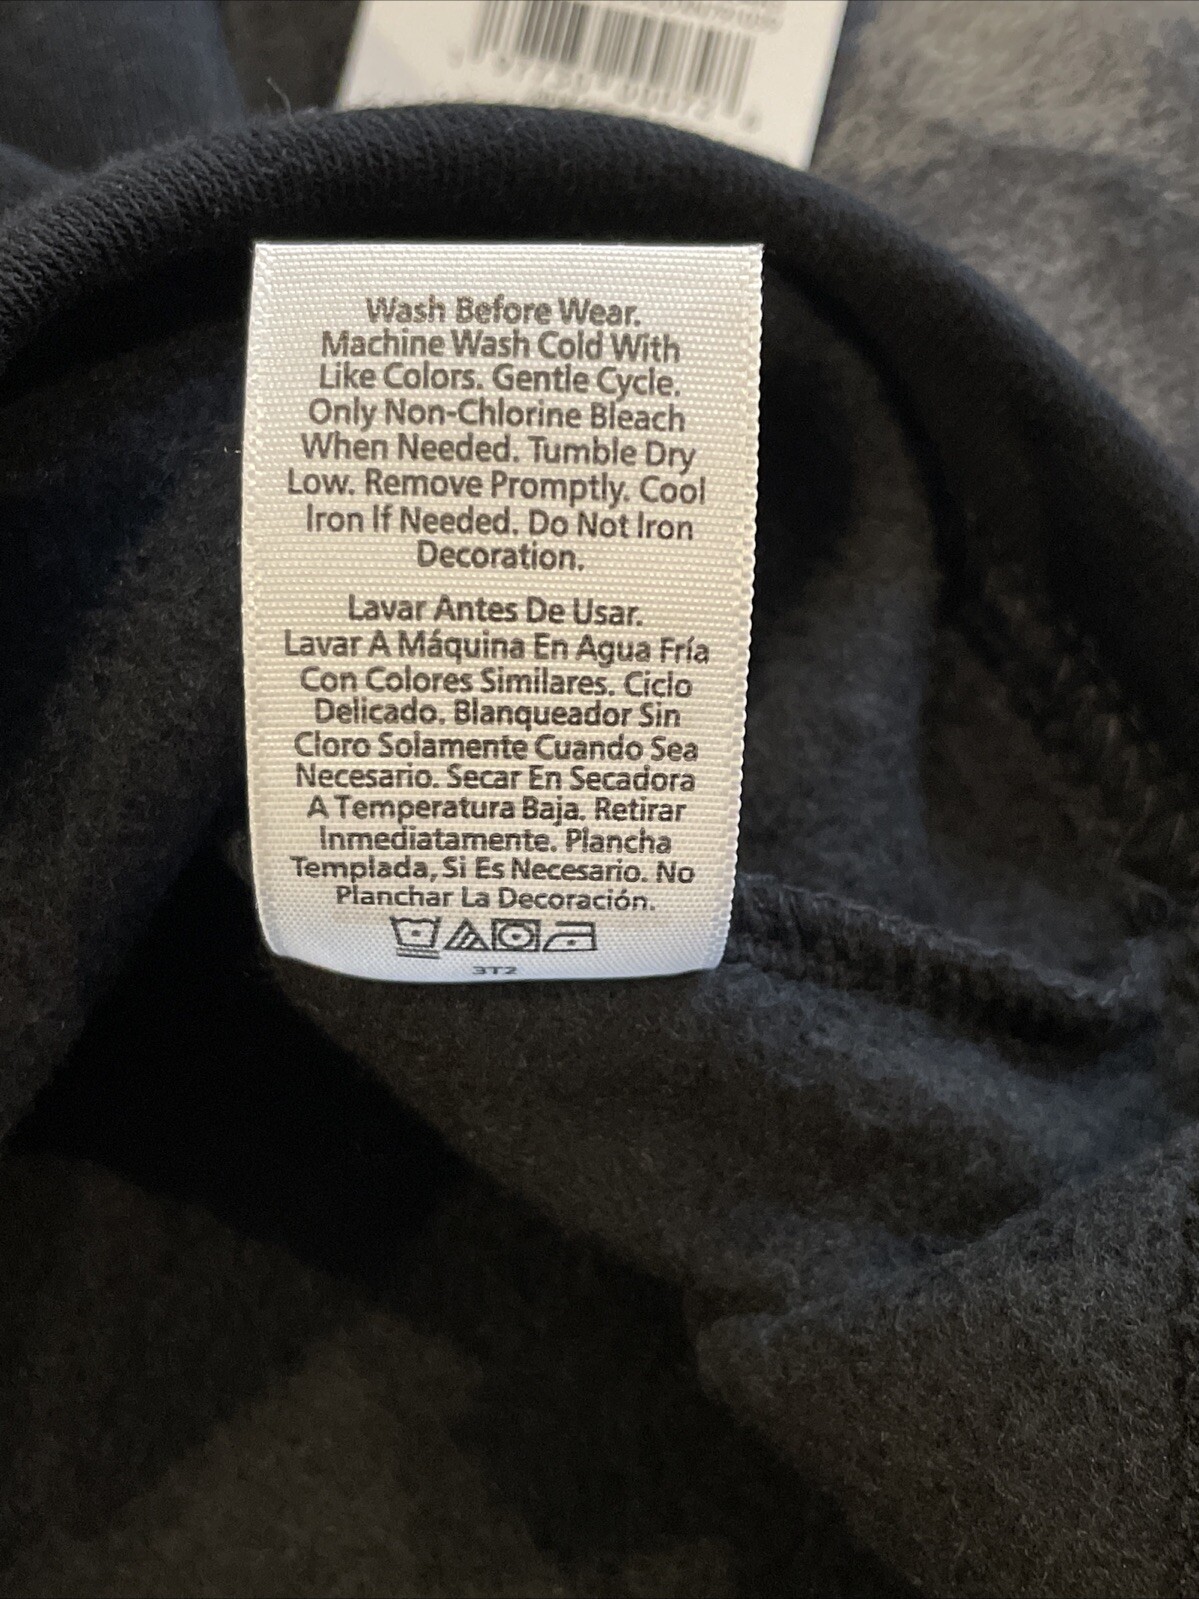 Wash Before Wear.
Machine Wash Cold With
Like Colors. Gentle Cycle.
Only Non-Chlorine Bleach
When Needed. Tumble Dry
Low. Remove Promptly. Cool
Iron If Needed. Do Not Iron
Decoration.
Lavar Antes De Usar.
Lavar A Máquina En Agua Fría
Con Colores Similares. Ciclo
Delicado. Blanqueador Sin
Cloro Solamente Cuando Sea
Necesario. Secar En Secadora
A Temperatura Baja. Retirar
Inmediatamente. Plancha
Templada, Si Es Necesario. No
Planchar La Decoración.
3T2